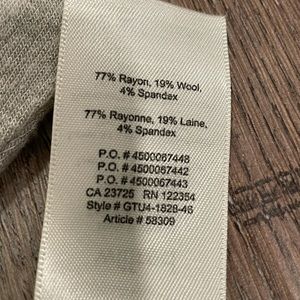 77% Rayon, 19% Wool,
4% Spandex
77% Rayonne, 19% Laine,
4% Spandex
P.O. # 4500067448
P.O. # 4500067442
P.O. # 4500067443
CA 23725 RN 122354
Style # GTU4-1828-46
Article # 58309